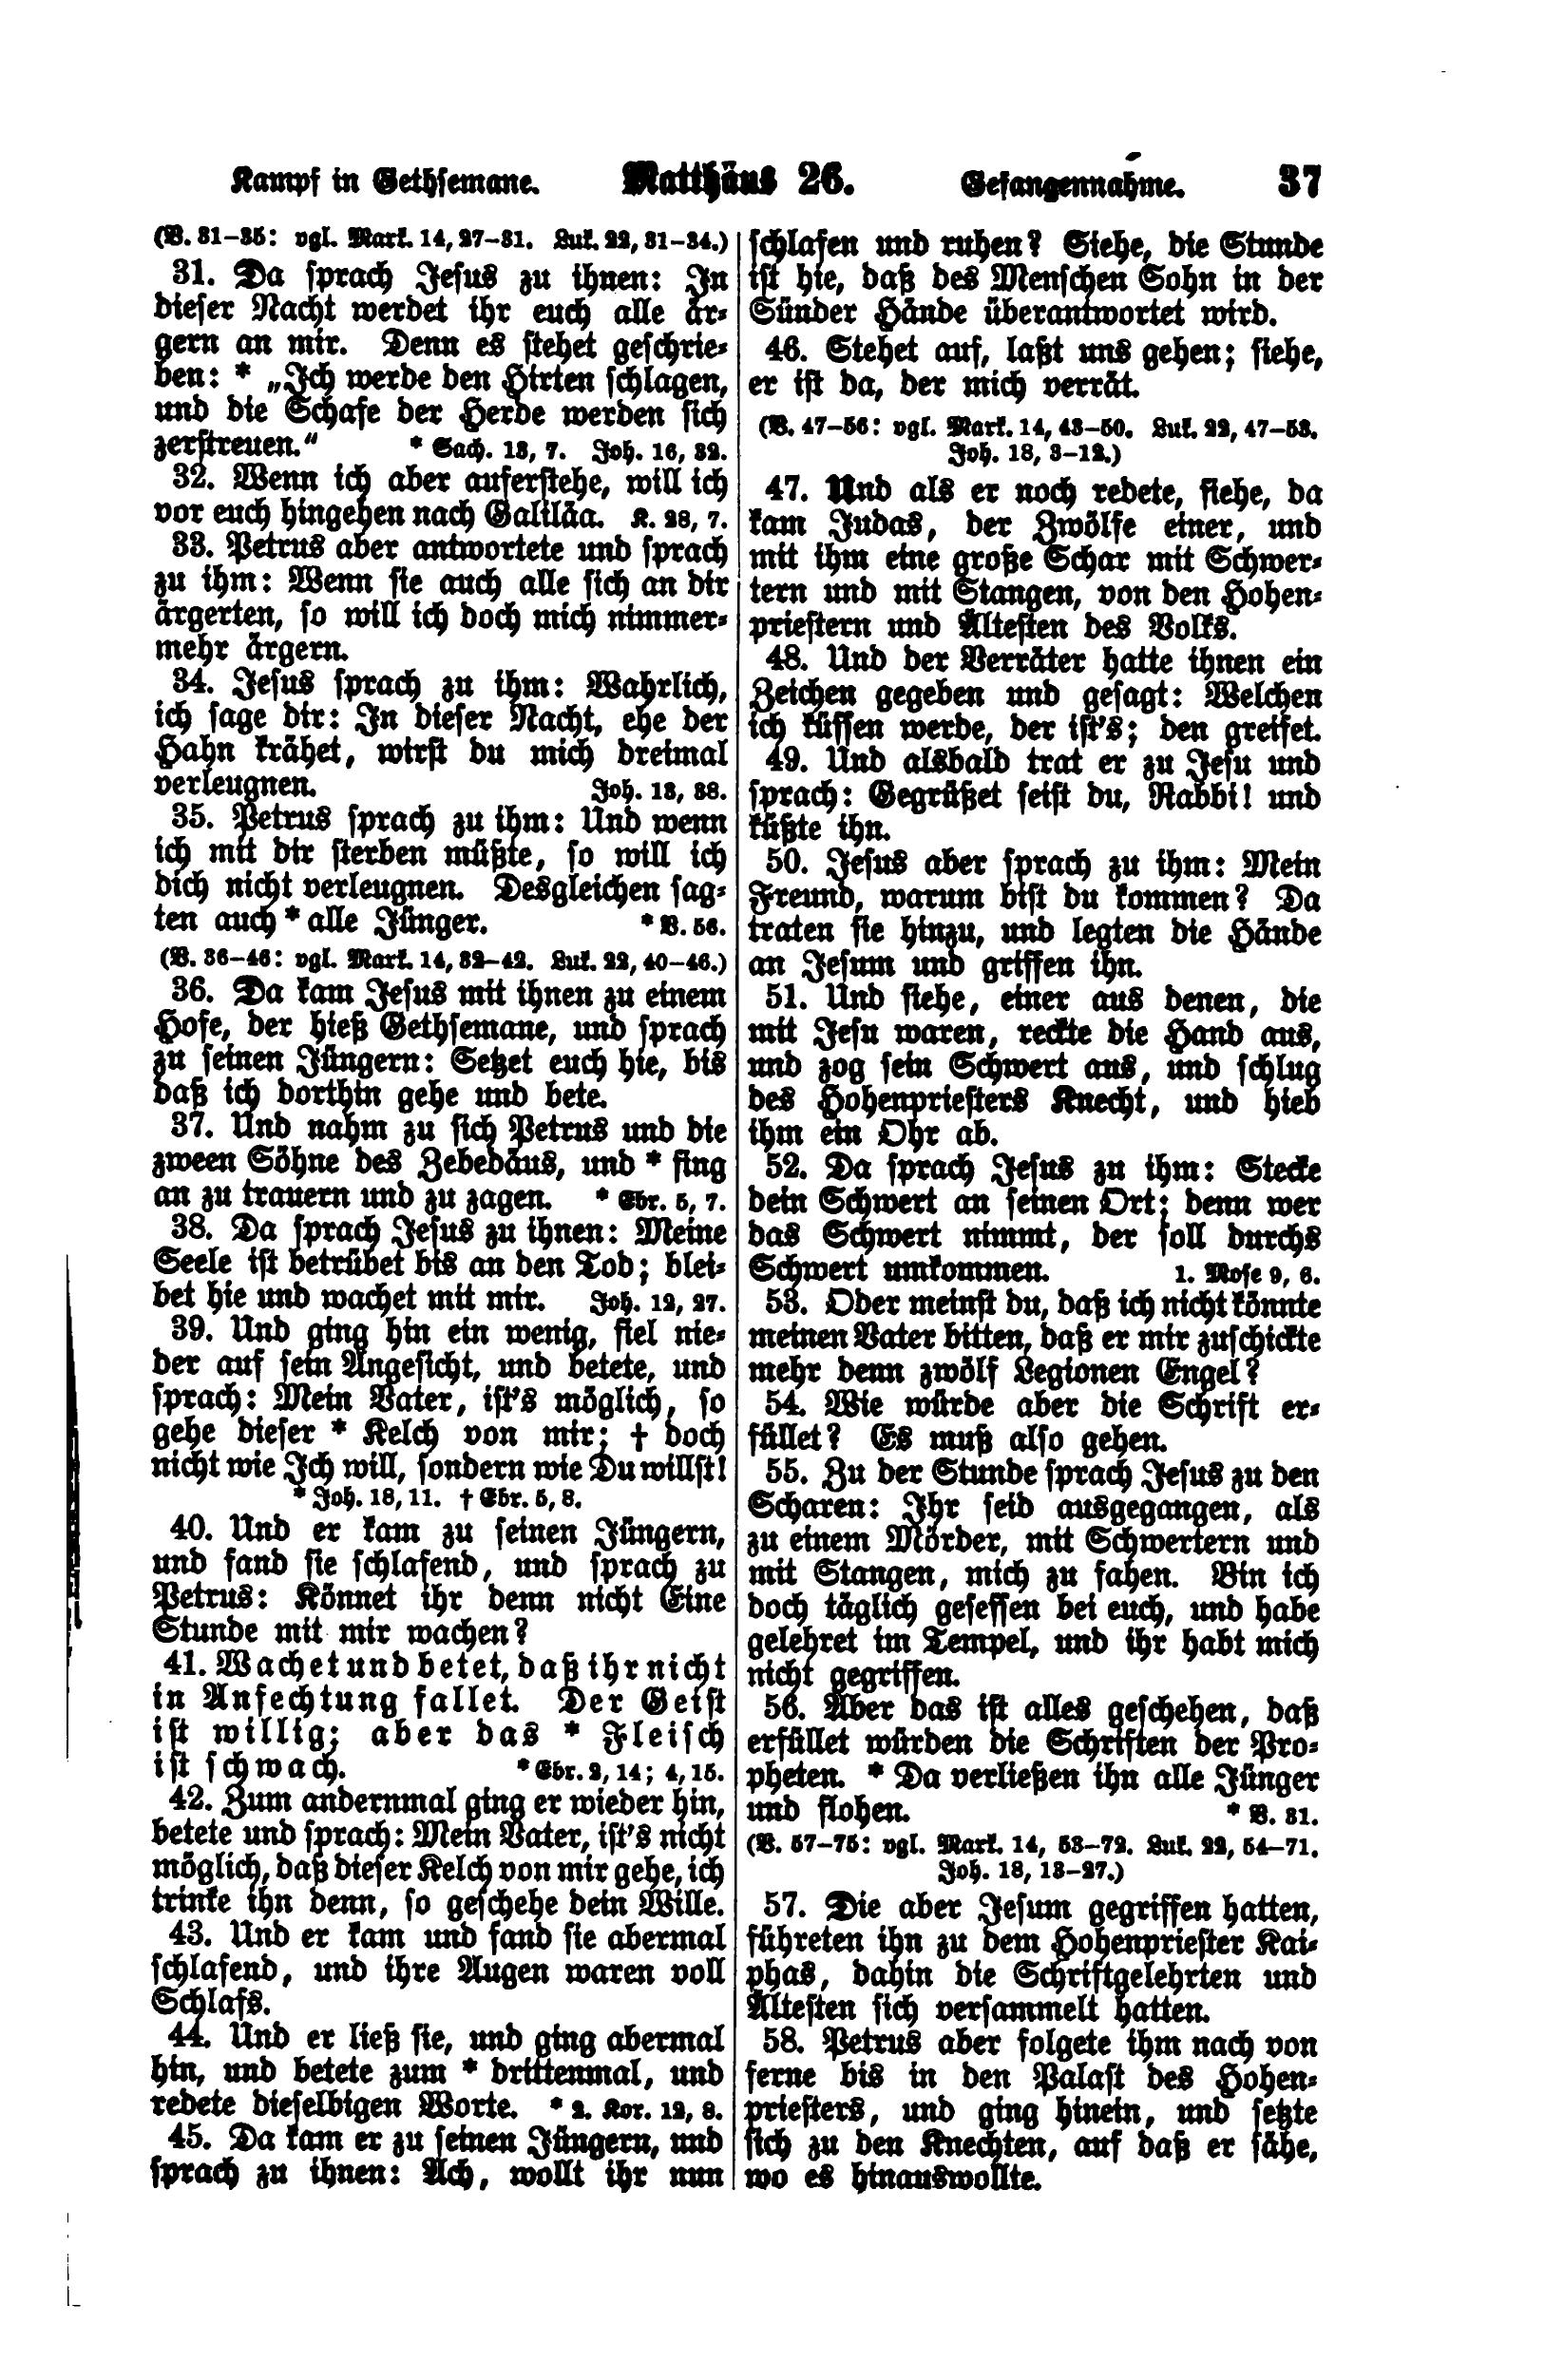 Kampf in Gethsemane. Matthäus 26. Gefangennahme. 37
(V. 31–35: vgl. Mark. 14, 27–31. Luk. 22, 31–34.)
31. Da sprach Jesus zu ihnen: In
dieser Nacht werdet ihr euch alle är-
gern an mir. Denn es stehet geschrie-
ben: * „Ich werde den Hirten schlagen,
und die Schafe der Herde werden sich
zerstreuen.“ * Sach. 13, 7. Joh. 16, 32.
32. Wenn ich aber auferstehe, will ich
vor euch hingehen nach Galiläa. K. 28, 7.
33. Petrus aber antwortete und sprach
zu ihm: Wenn sie auch alle sich an dir
ärgerten, so will ich doch mich nimmer-
mehr ärgern.
34. Jesus sprach zu ihm: Wahrlich,
ich sage dir: In dieser Nacht, ehe der
Hahn krähet, wirst du mich dreimal
verleugnen. Joh. 13, 38.
35. Petrus sprach zu ihm: Und wenn
ich mit dir sterben müßte, so will ich
dich nicht verleugnen. Desgleichen sag-
ten auch * alle Jünger. * V. 56.
(V. 36–46: vgl. Mark. 14, 32–42. Luk. 22, 40–46.)
36. Da kam Jesus mit ihnen zu einem
Hofe, der hieß Gethsemane, und sprach
zu seinen Jüngern: Setzet euch hie, bis
daß ich dorthin gehe und bete.
37. Und nahm zu sich Petrus und die
zween Söhne des Zebedäus, und * fing
an zu trauern und zu zagen. * Ebr. 5, 7.
38. Da sprach Jesus zu ihnen: Meine
Seele ist betrübet bis an den Tod; blei-
bet hie und wachet mit mir. Joh. 12, 27.
39. Und ging hin ein wenig, fiel nie-
der auf sein Angesicht, und betete, und
sprach: Mein Vater, ist's möglich, so
gehe dieser * Kelch von mir; † doch
nicht wie Ich will, sondern wie Du willst!
* Joh. 18, 11. † Ebr. 5, 8.
40. Und er kam zu seinen Jüngern,
und fand sie schlafend, und sprach zu
Petrus: Könnet ihr denn nicht Eine
Stunde mit mir wachen?
41. Wachet und betet, daß ihr nicht
in Anfechtung fallet. Der Geist
ist willig; aber das * Fleisch
ist schwach. * Ebr. 2, 14; 4, 15.
42. Zum andernmal ging er wieder hin,
betete und sprach: Mein Vater, ist's nicht
möglich, daß dieser Kelch von mir gehe, ich
trinke ihn denn, so geschehe dein Wille.
43. Und er kam und fand sie abermal
schlafend, und ihre Augen waren voll
Schlafs.
44. Und er ließ sie, und ging abermal
hin, und betete zum * drittenmal, und
redete dieselbigen Worte. * 2. Kor. 12, 8.
45. Da kam er zu seinen Jüngern, und
sprach zu ihnen: Ach, wollt ihr nun
schlafen und ruhen? Siehe, die Stunde
ist hie, daß des Menschen Sohn in der
Sünder Hände überantwortet wird.
46. Stehet auf, laßt uns gehen; siehe,
er ist da, der mich verrät.
(V. 47–56: vgl. Mark. 14, 43–50. Luk. 22, 47–53.
Joh. 18, 3–12.)
47. Und als er noch redete, siehe, da
kam Judas, der Zwölfe einer, und
mit ihm eine große Schar mit Schwer-
tern und mit Stangen, von den Hohen-
priestern und Ältesten des Volks.
48. Und der Verräter hatte ihnen ein
Zeichen gegeben und gesagt: Welchen
ich küssen werde, der ist's; den greifet.
49. Und alsbald trat er zu Jesu und
sprach: Gegrüßet seist du, Rabbi! und
küßte ihn.
50. Jesus aber sprach zu ihm: Mein
Freund, warum bist du kommen? Da
traten sie hinzu, und legten die Hände
an Jesum und griffen ihn.
51. Und siehe, einer aus denen, die
mit Jesu waren, reckte die Hand aus,
und zog sein Schwert aus, und schlug
des Hohenpriesters Knecht, und hieb
ihm ein Ohr ab.
52. Da sprach Jesus zu ihm: Stecke
dein Schwert an seinen Ort; denn wer
das Schwert nimmt, der soll durchs
Schwert umkommen. 1. Mose 9, 6.
53. Oder meinst du, daß ich nicht könnte
meinen Vater bitten, daß er mir zuschickte
mehr denn zwölf Legionen Engel?
54. Wie würde aber die Schrift er-
füllet? Es muß also gehen.
55. Zu der Stunde sprach Jesus zu den
Scharen: Ihr seid ausgegangen, als
zu einem Mörder, mit Schwertern und
mit Stangen, mich zu fahen. Bin ich
doch täglich gesessen bei euch, und habe
gelehret im Tempel, und ihr habt mich
nicht gegriffen.
56. Aber das ist alles geschehen, daß
erfüllet würden die Schriften der Pro-
pheten. * Da verließen ihn alle Jünger
und flohen. * V. 31.
(V. 57–75: vgl. Mark. 14, 53–72. Luk. 22, 54–71.
Joh. 18, 13–27.)
57. Die aber Jesum gegriffen hatten,
führeten ihn zu dem Hohenpriester Kai-
phas, dahin die Schriftgelehrten und
Ältesten sich versammelt hatten.
58. Petrus aber folgete ihm nach von
ferne bis in den Palast des Hohen-
priesters, und ging hinein, und setzte
sich zu den Knechten, auf daß er sähe,
wo es hinauswollte.